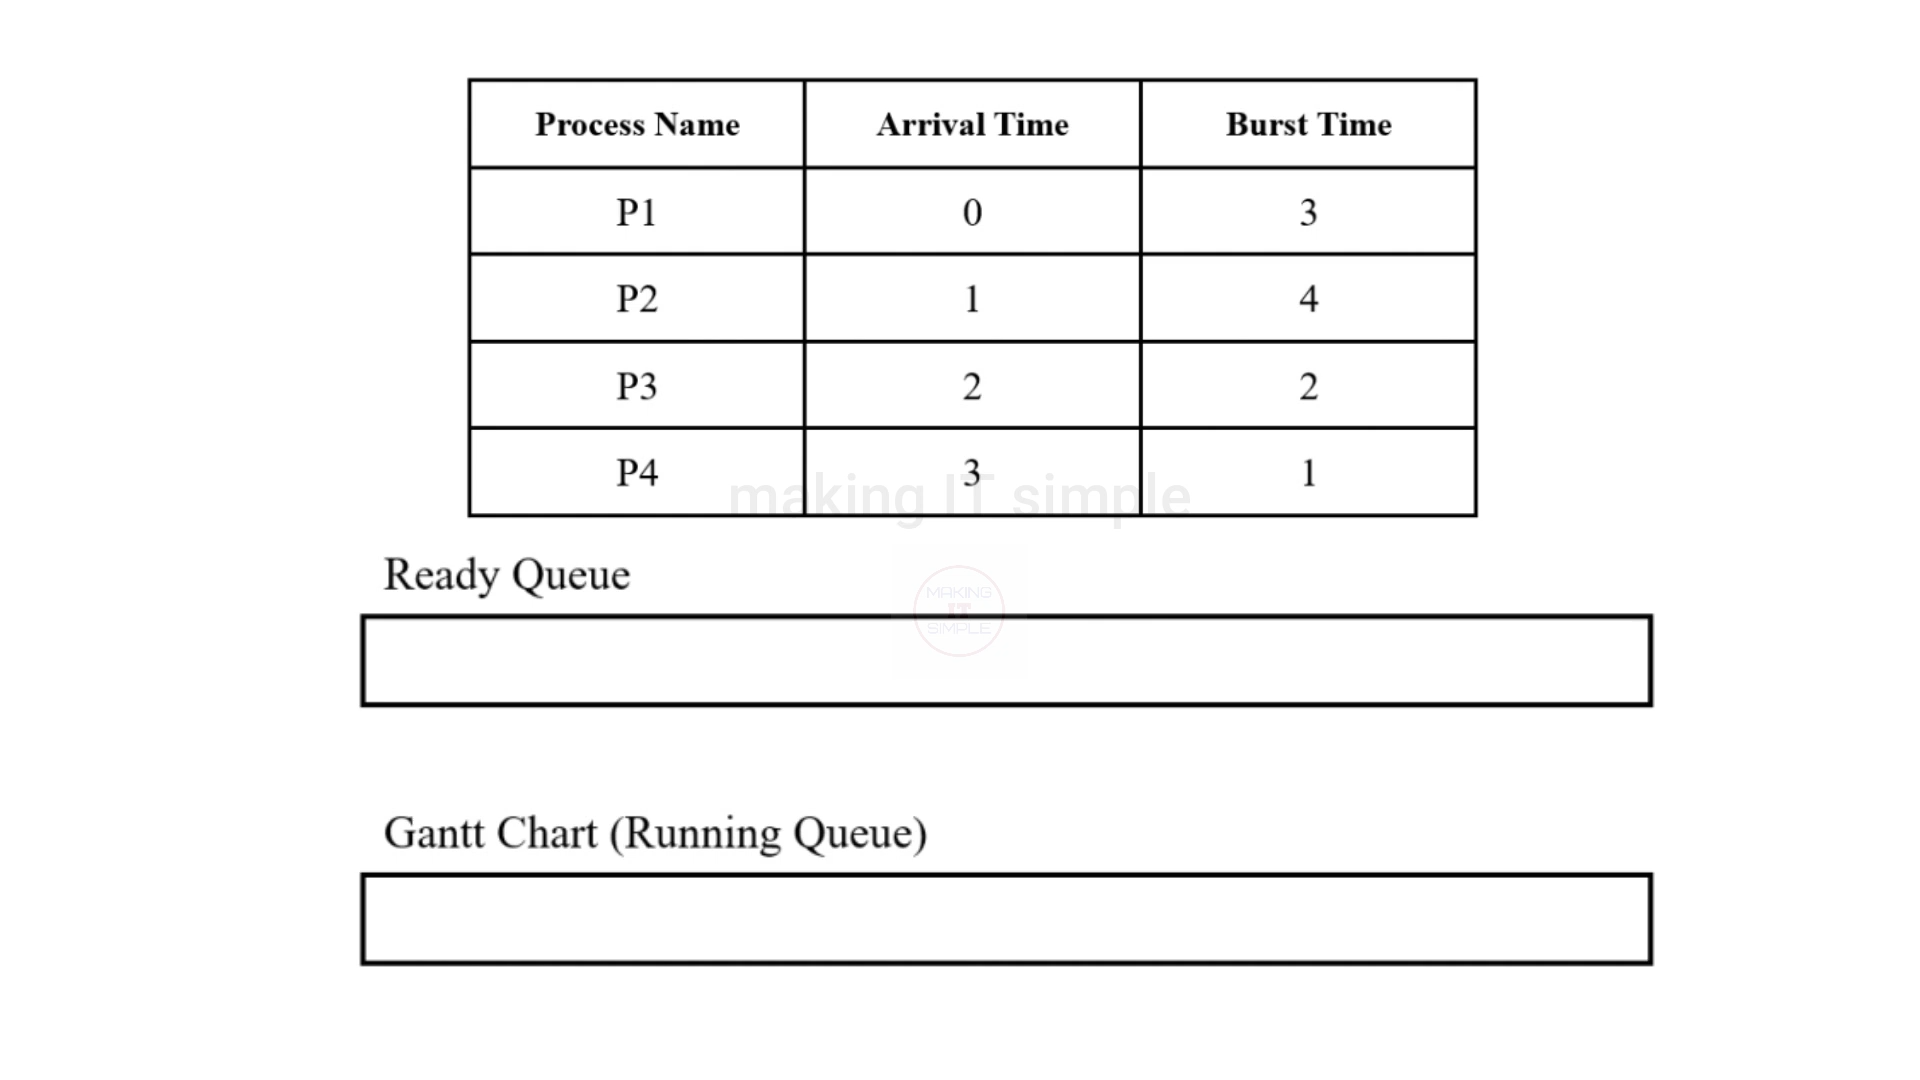 Process Name Arrival Time Burst Time
P1 0 3
P2 1 4
P3 2 2
P4 3 1
making IT simple
Ready Queue
MAKING
IT
SIMPLE
Gantt Chart (Running Queue)